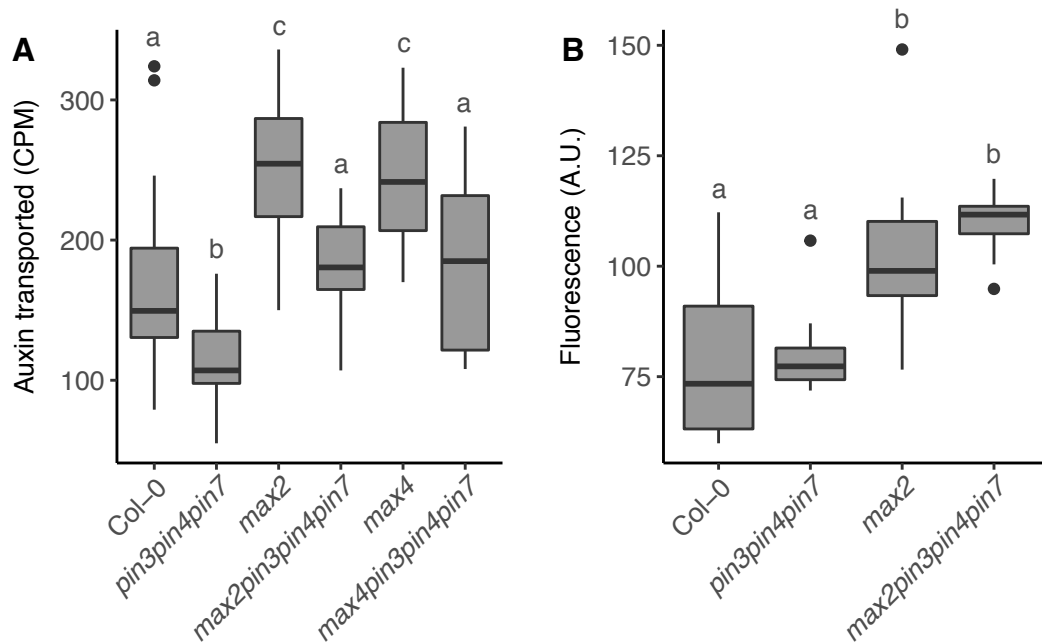 A
Auxin transported (CPM)
300
200
100
a
b
c
a
c
a
Col−0
pin3pin4pin7
max2
max2pin3pin4pin7
max4
max4pin3pin4pin7
B
Fluorescence (A.U.)
150
125
100
75
a
a
b
b
Col−0
pin3pin4pin7
max2
max2pin3pin4pin7